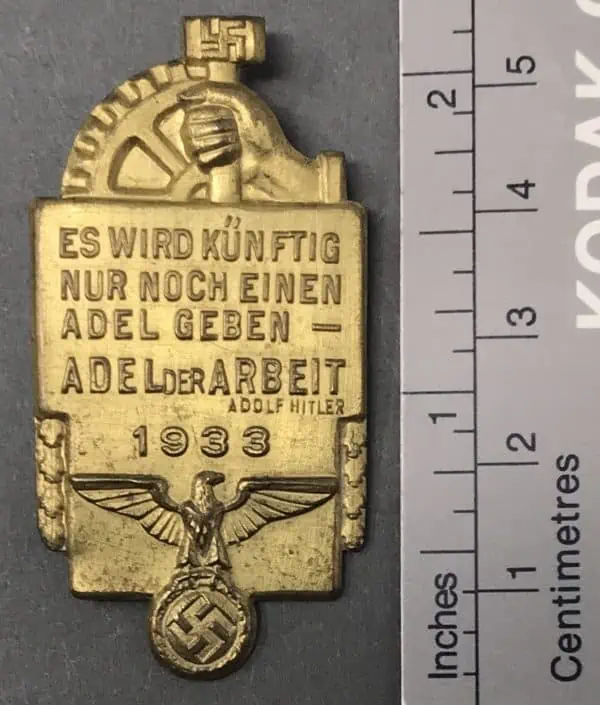 ES WIRD KÜNFTIG
NUR NOCH EINEN
ADEL GEBEN —
ADEL DER ARBEIT
ADOLF HITLER
1933
KODAK
2
1
Inches
5
4
3
2
1
Centimetres